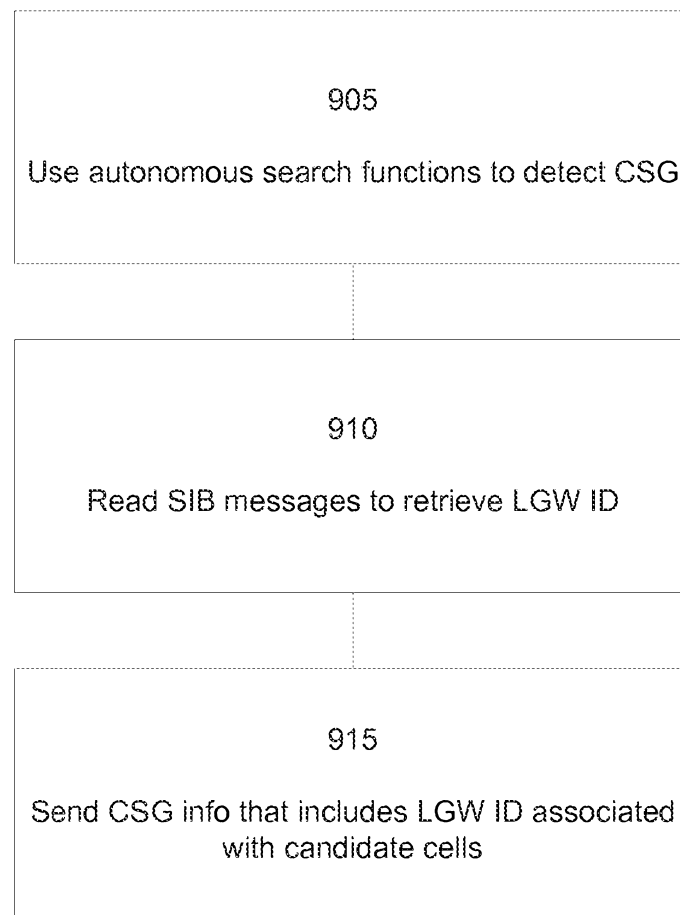 905
Use autonomous search functions to detect CSG
910
Read SIB messages to retrieve LGW ID
915
Send CSG info that includes LGW ID associated
with candidate cells